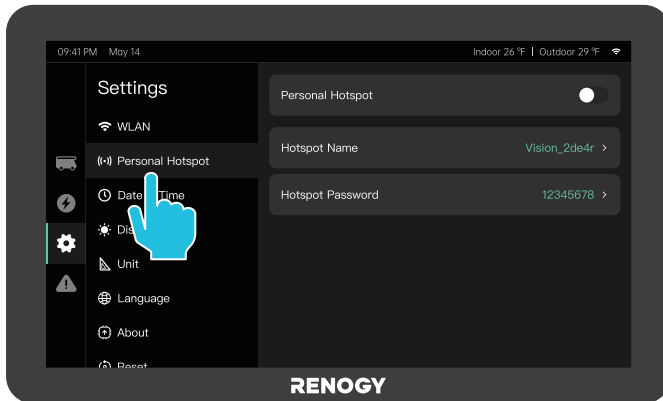 09:41 PM May 14 Indoor 26 °F | Outdoor 29 °F
Settings
WLAN
Personal Hotspot
Date Time
Unit
Language
About
Reset
Personal Hotspot
Hotspot Name Vision_2de4r >
Hotspot Password 12345678 >
RENOGY